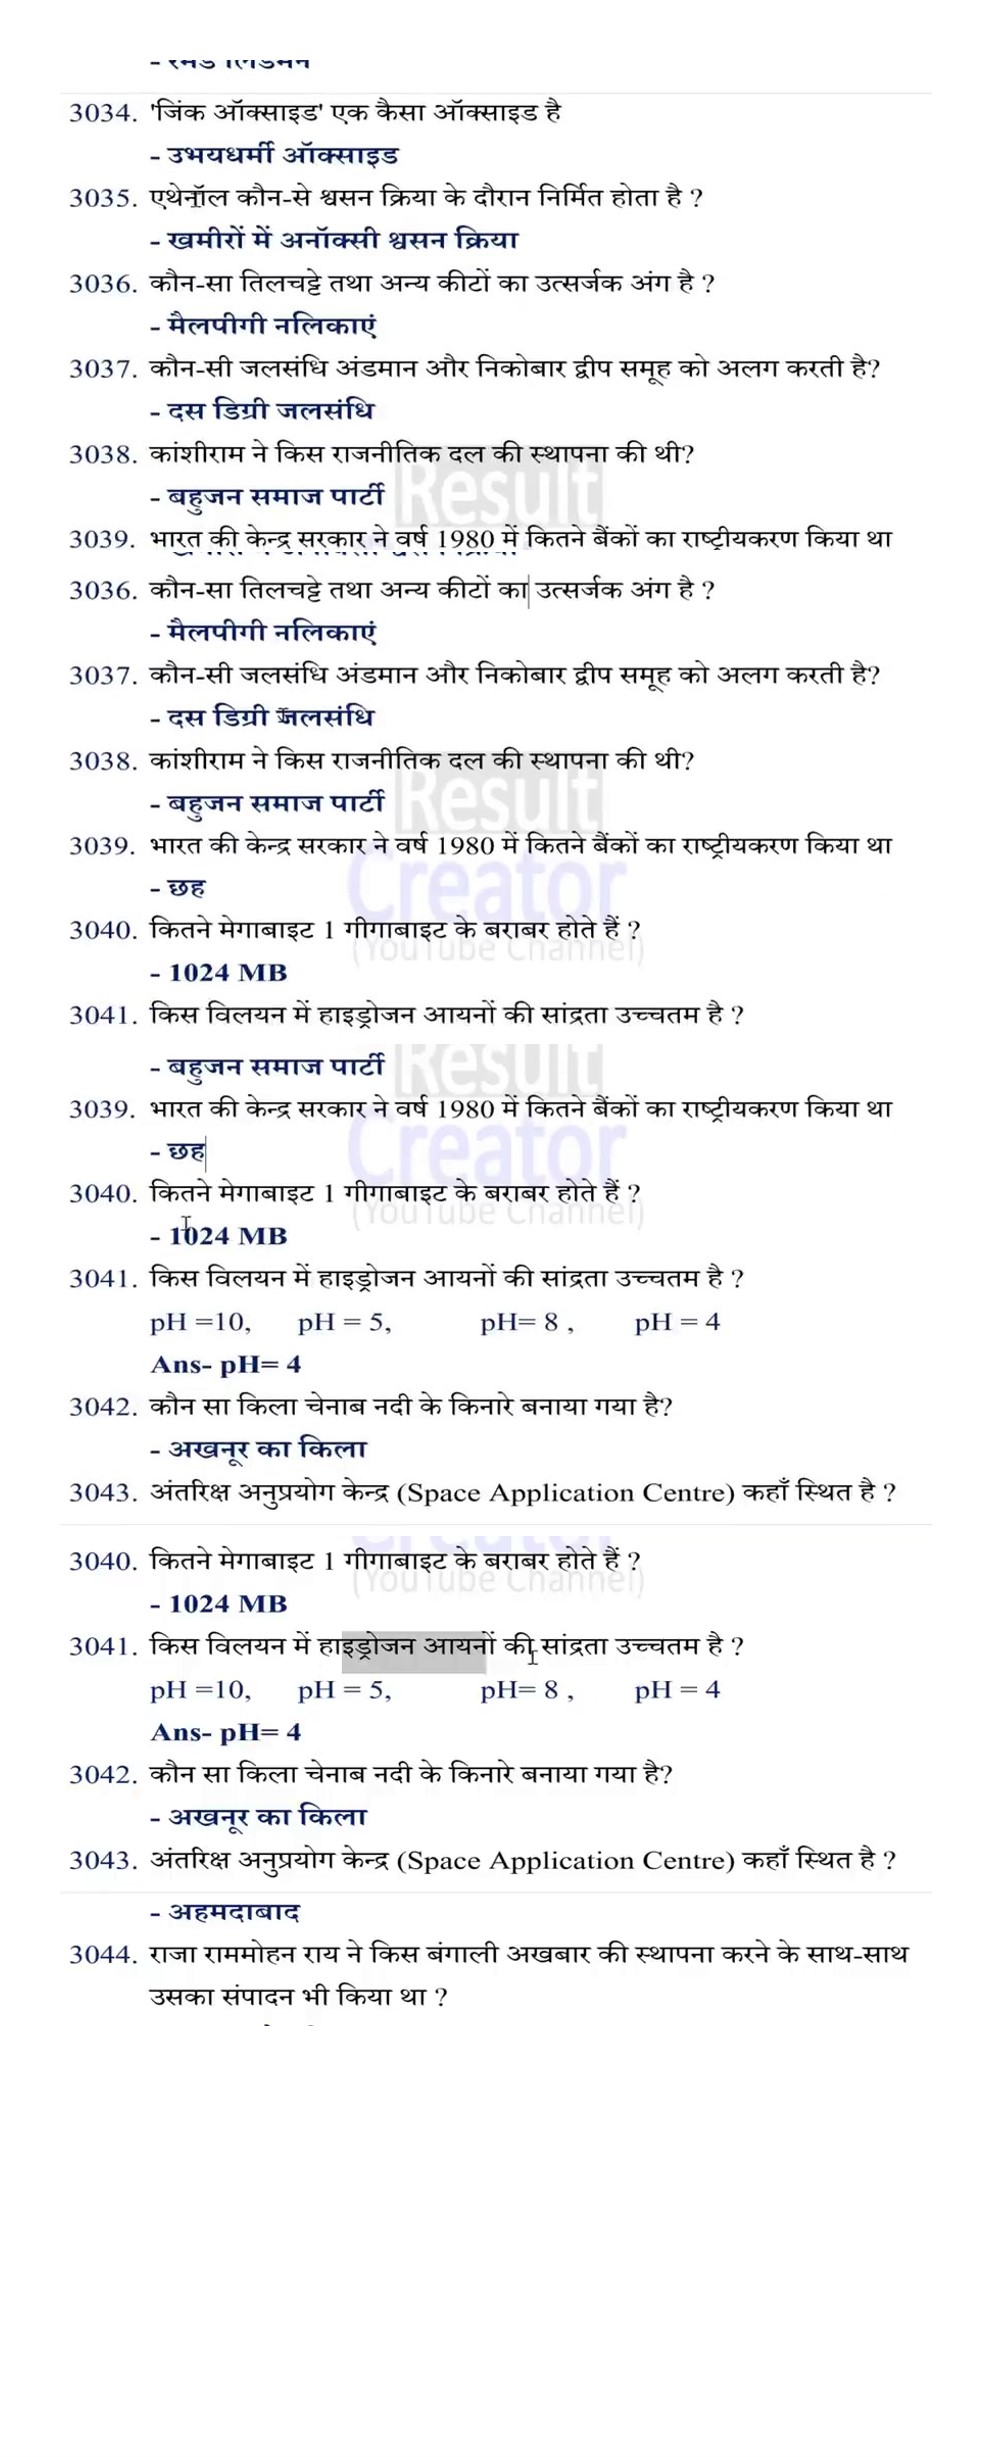 3034. 'जिंक ऑक्साइड' एक कैसा ऑक्साइड है
- उभयधर्मी ऑक्साइड
3035. एथेनॉल कौन-से श्वसन क्रिया के दौरान निर्मित होता है ?
- खमीरों में अनॉक्सी श्वसन क्रिया
3036. कौन-सा तिलचट्टे तथा अन्य कीटों का उत्सर्जक अंग है ?
- मैलपीगी नलिकाएं
3037. कौन-सी जलसंधि अंडमान और निकोबार द्वीप समूह को अलग करती है?
- दस डिग्री जलसंधि
3038. कांशीराम ने किस राजनीतिक दल की स्थापना की थी?
- बहुजन समाज पार्टी
Result
3039. भारत की केन्द्र सरकार ने वर्ष 1980 में कितने बैंकों का राष्ट्रीयकरण किया था
3036. कौन-सा तिलचट्टे तथा अन्य कीटों का उत्सर्जक अंग है ?
- मैलपीगी नलिकाएं
3037. कौन-सी जलसंधि अंडमान और निकोबार द्वीप समूह को अलग करती है?
- दस डिग्री जलसंधि
3038. कांशीराम ने किस राजनीतिक दल की स्थापना की थी?
- बहुजन समाज पार्टी
Result
3039. भारत की केन्द्र सरकार ने वर्ष 1980 में कितने बैंकों का राष्ट्रीयकरण किया था
- छह
Creator
3040. कितने मेगाबाइट 1 गीगाबाइट के बराबर होते हैं ?
(YouTube Channel)
- 1024 MB
3041. किस विलयन में हाइड्रोजन आयनों की सांद्रता उच्चतम है ?
- बहुजन समाज पार्टी
Result
3039. भारत की केन्द्र सरकार ने वर्ष 1980 में कितने बैंकों का राष्ट्रीयकरण किया था
- छह
Creator
3040. कितने मेगाबाइट 1 गीगाबाइट के बराबर होते हैं ?
(YouTube Channel)
- 1024 MB
3041. किस विलयन में हाइड्रोजन आयनों की सांद्रता उच्चतम है ?
pH =10, pH = 5, pH= 8 , pH = 4
Ans- pH= 4
3042. कौन सा किला चेनाब नदी के किनारे बनाया गया है?
- अखनूर का किला
3043. अंतरिक्ष अनुप्रयोग केन्द्र (Space Application Centre) कहाँ स्थित है ?
3040. कितने मेगाबाइट 1 गीगाबाइट के बराबर होते हैं ?
(YouTube Channel)
- 1024 MB
3041. किस विलयन में हाइड्रोजन आयनों की सांद्रता उच्चतम है ?
pH =10, pH = 5, pH= 8 , pH = 4
Ans- pH= 4
3042. कौन सा किला चेनाब नदी के किनारे बनाया गया है?
- अखनूर का किला
3043. अंतरिक्ष अनुप्रयोग केन्द्र (Space Application Centre) कहाँ स्थित है ?
- अहमदाबाद
3044. राजा राममोहन राय ने किस बंगाली अखबार की स्थापना करने के साथ-साथ
उसका संपादन भी किया था ?